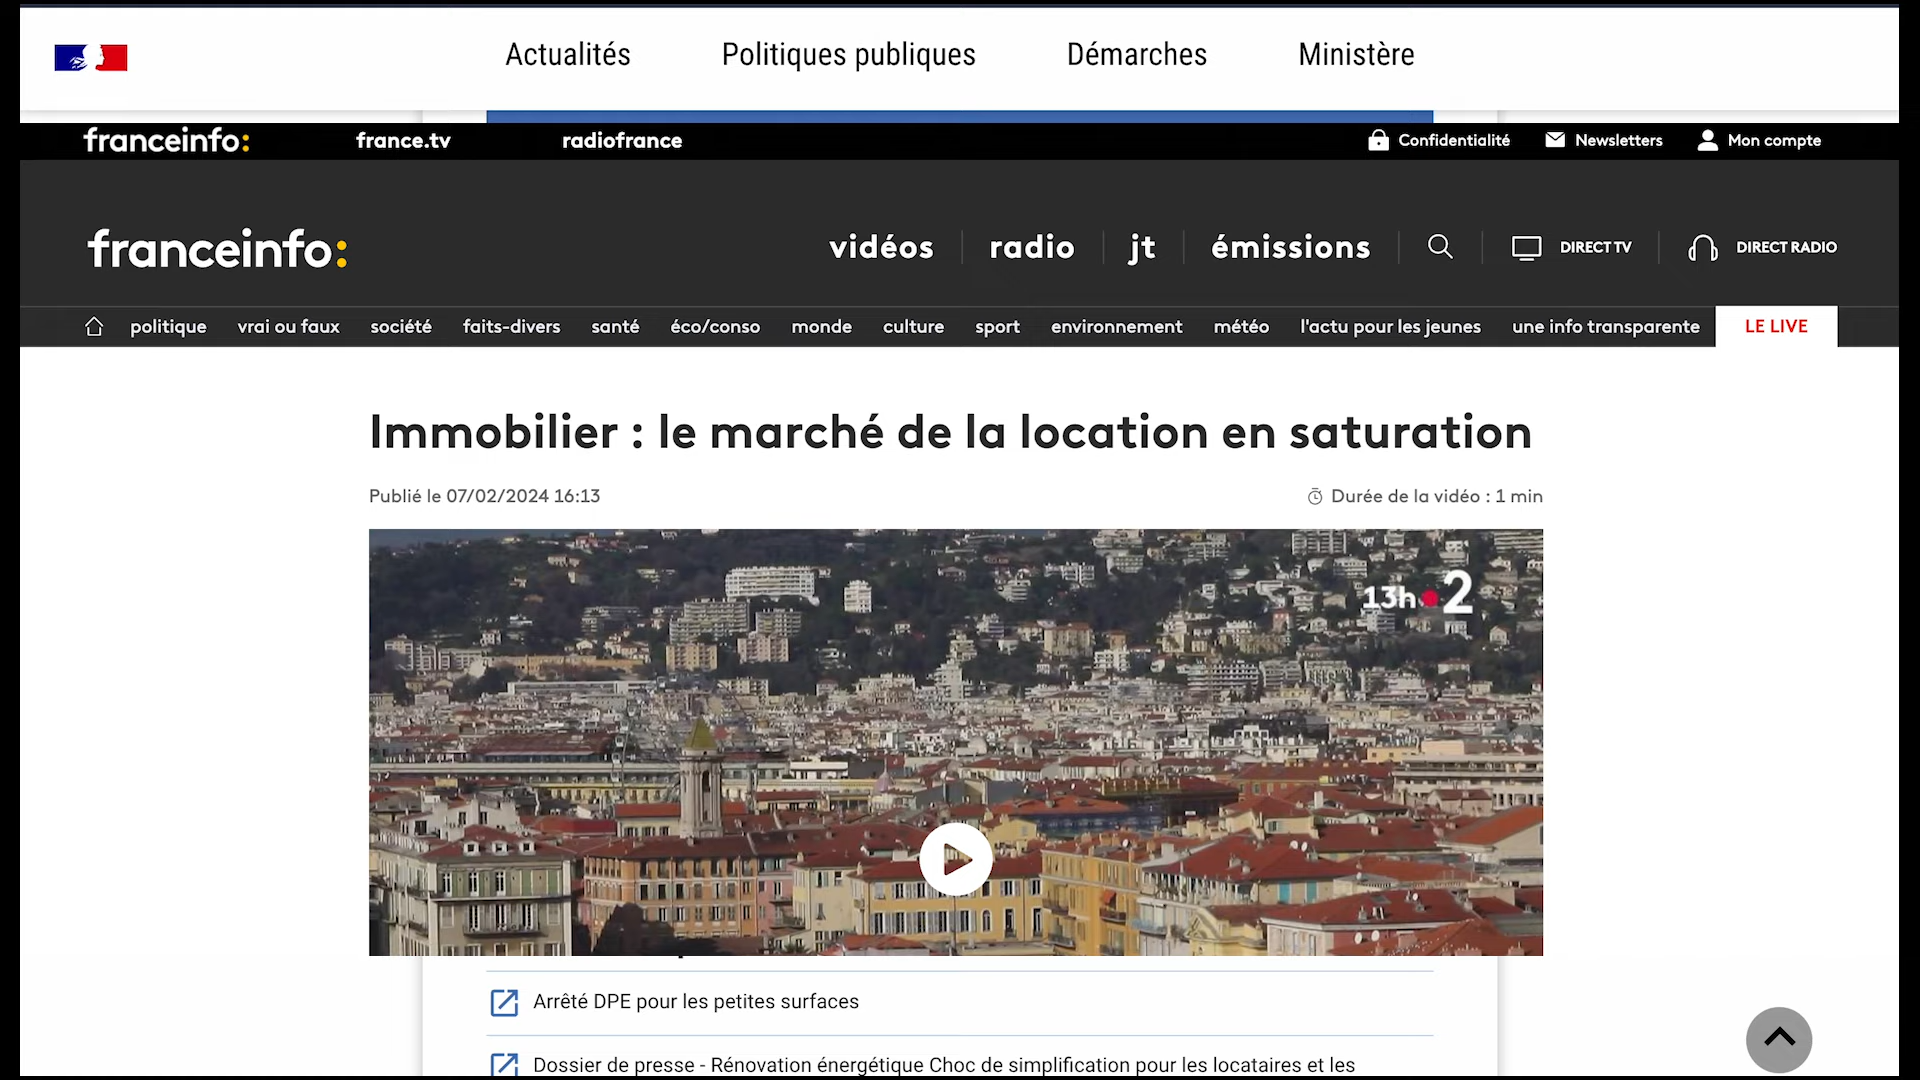 Actualités Politiques publiques Démarches Ministère
franceinfo: france.tv radiofrance Confidentialité Newsletters Mon compte
franceinfo: vidéos radio jt émissions DIRECT TV DIRECT RADIO
politique vrai ou faux société faits-divers santé éco/conso monde culture sport environnement météo l'actu pour les jeunes une info transparente LE LIVE
Immobilier : le marché de la location en saturation
Publié le 07/02/2024 16:13 Durée de la vidéo : 1 min
13h 2
Arrêté DPE pour les petites surfaces
Dossier de presse - Rénovation énergétique Choc de simplification pour les locataires et les